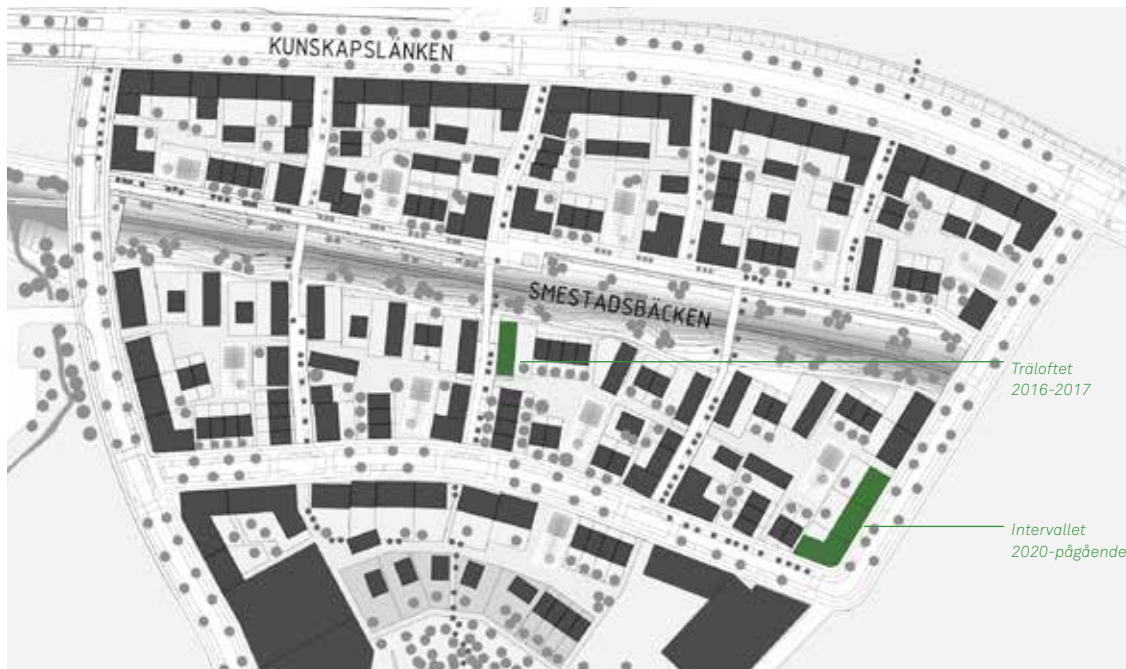 KUNSKAPSLÄNKEN
SMESTADSBÄCKEN
Träloftet
2016-2017
Intervallet
2020-pågående